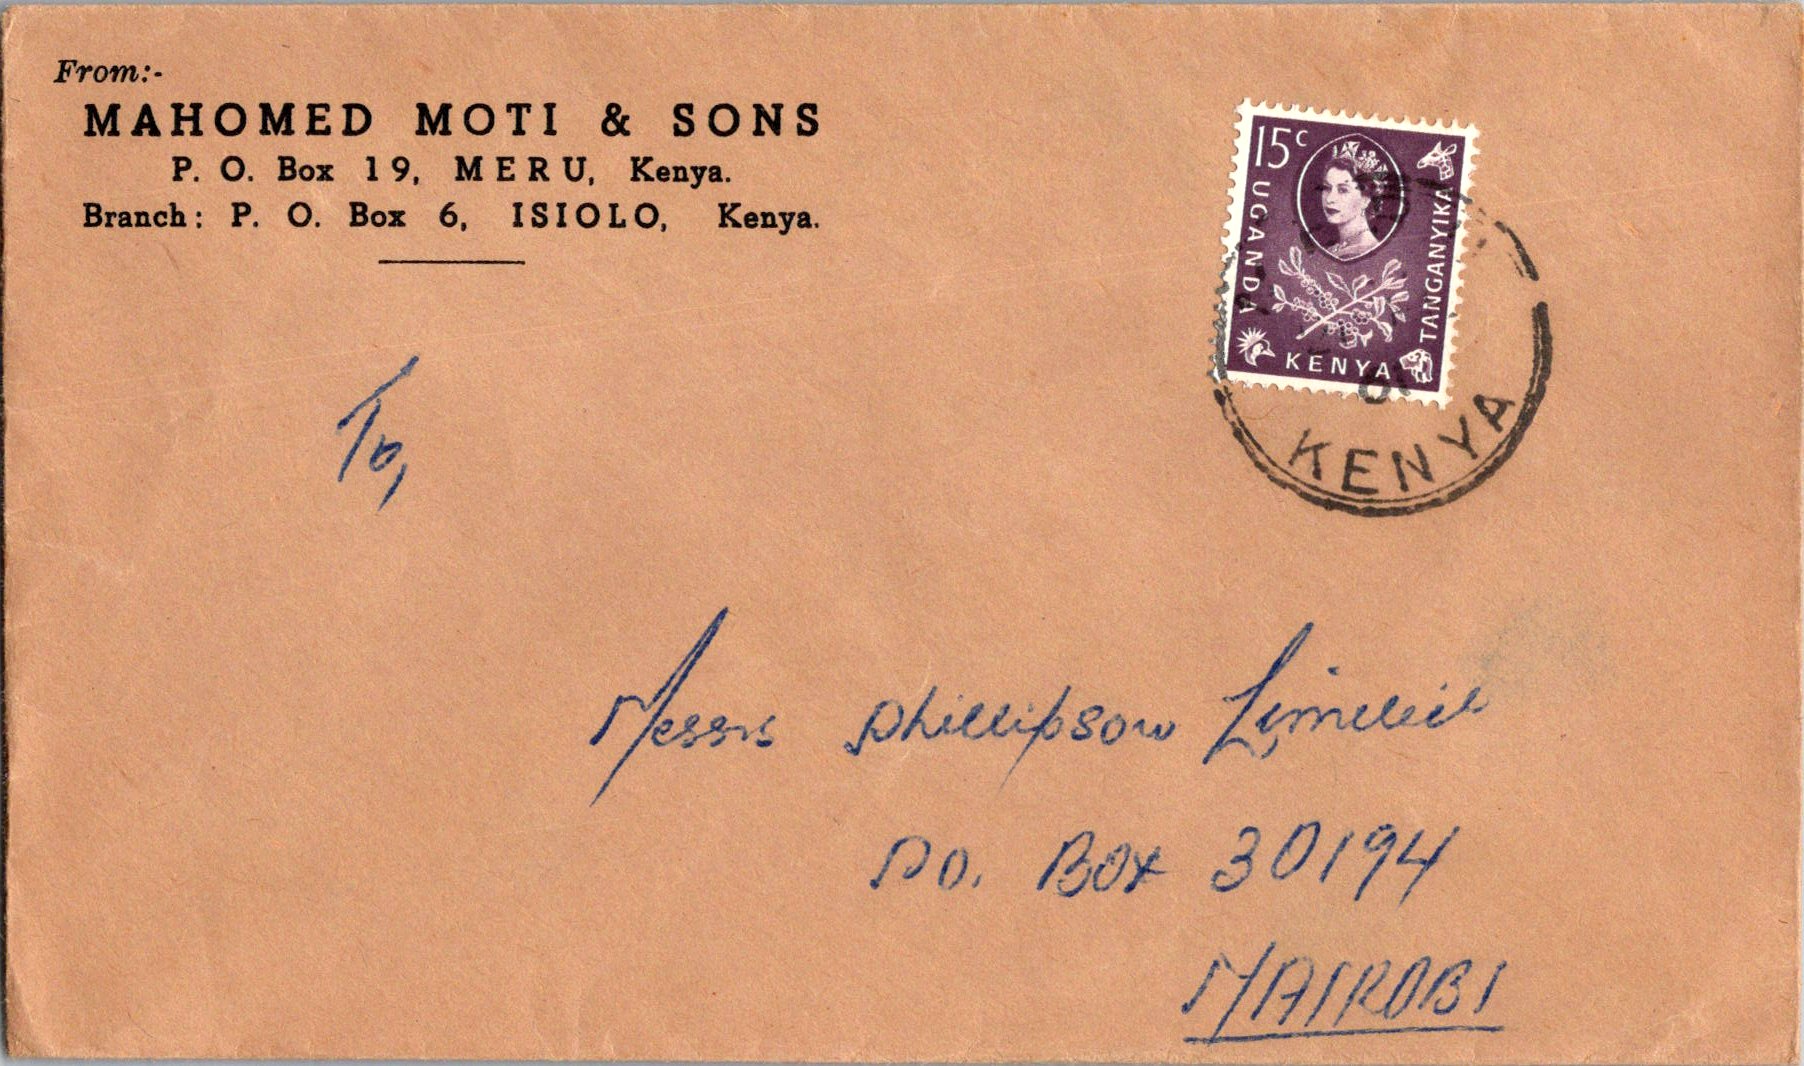 From:-
MAHOMED MOTI & SONS
P. O. Box 19, MERU, Kenya.
Branch: P. O. Box 6, ISIOLO, Kenya.
15c
UGANDA
TANGANYIKA
KENYA
61
KENYA
To,
Messrs Phillipson Limited
P.O. Box 30194
NAIROBI